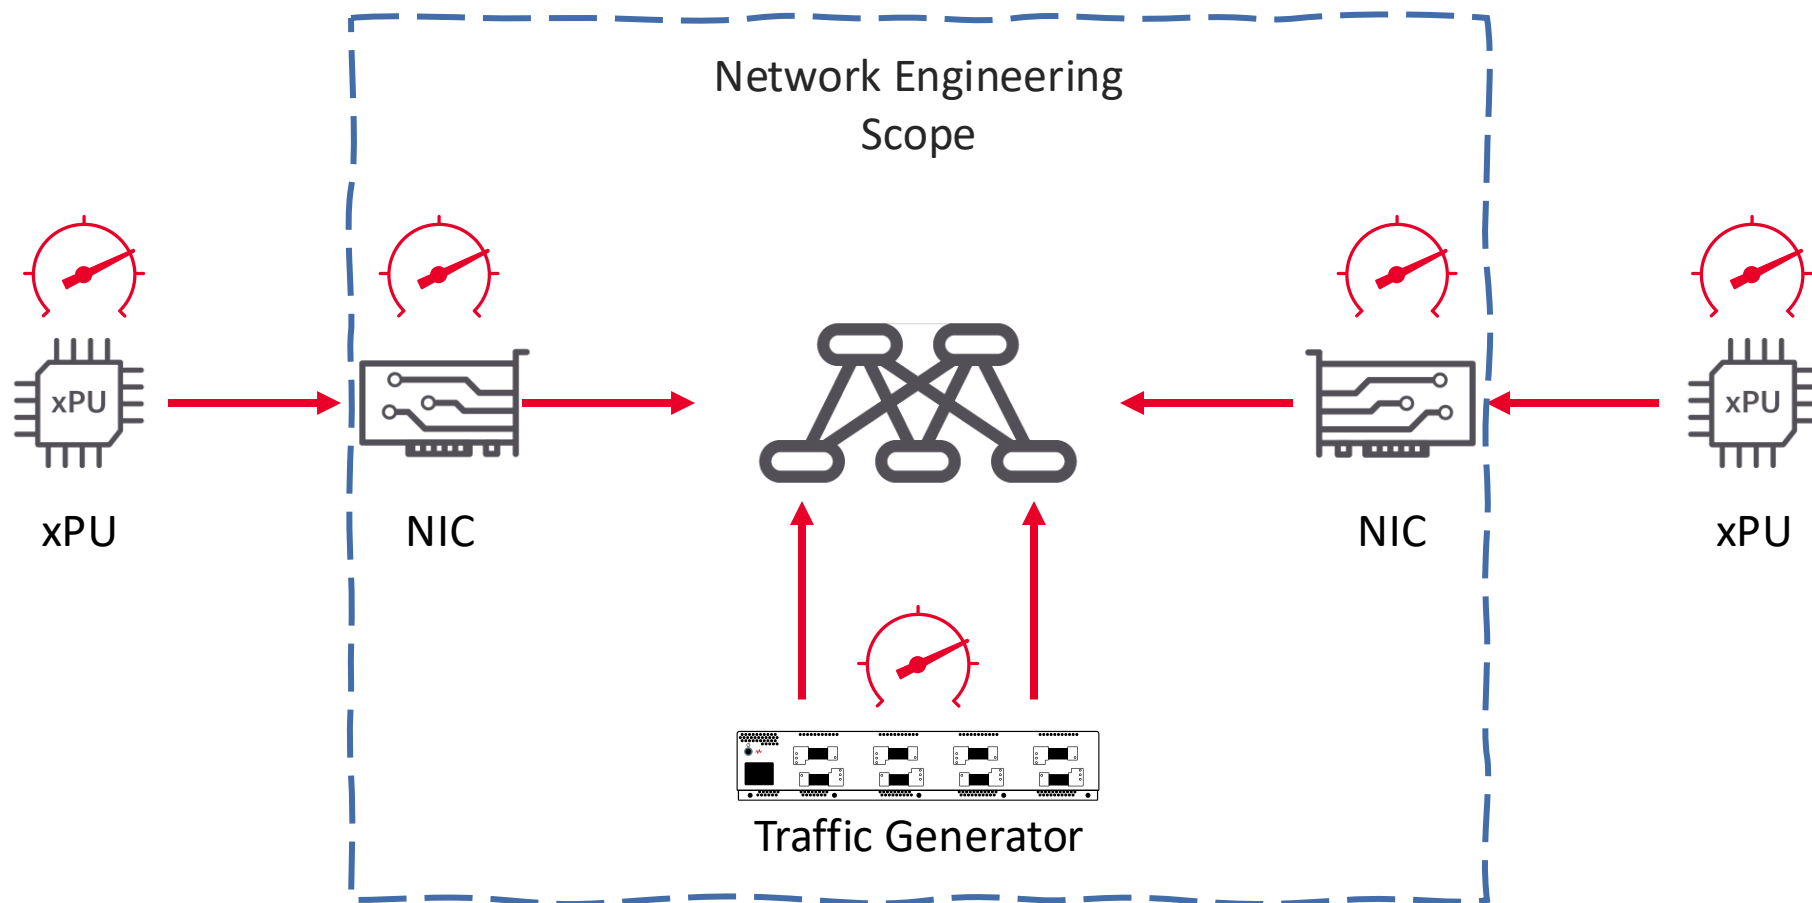 Network Engineering
Scope
xPU
xPU
xPU
NIC
NIC
xPU
Traffic Generator